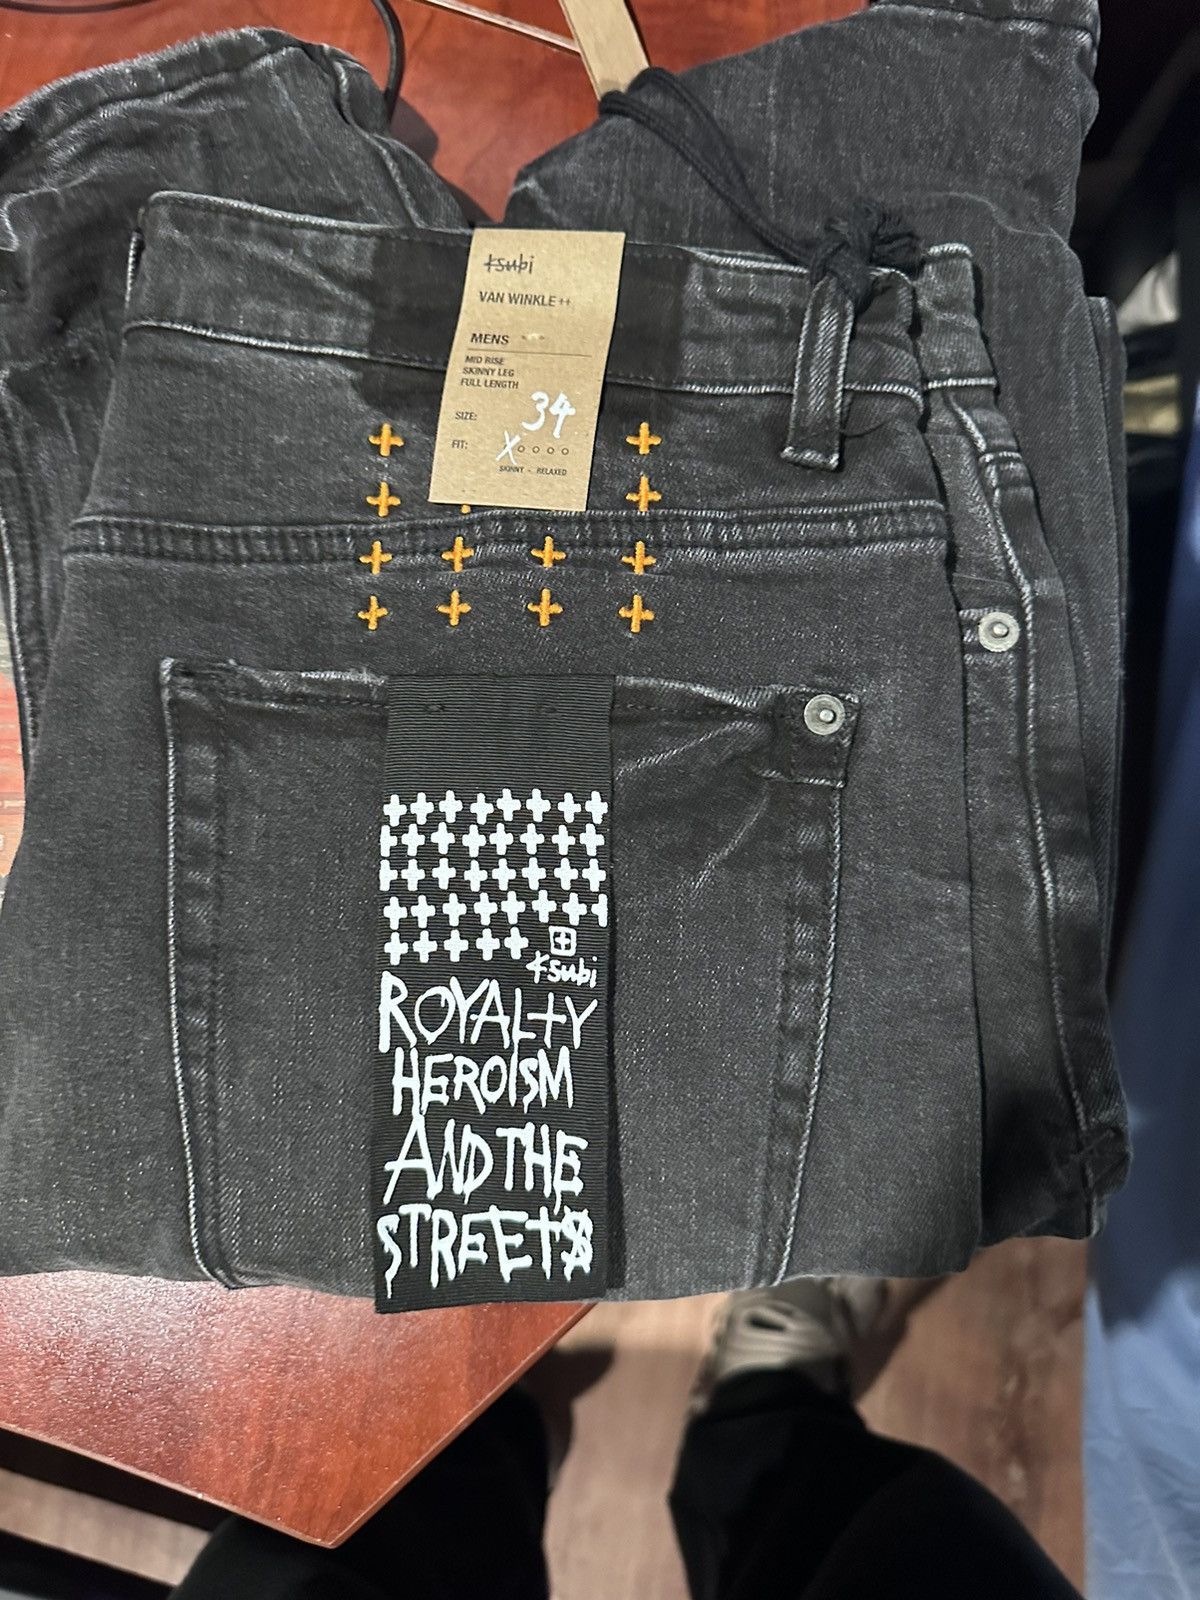 ksubi
VAN WINKLE ++
MENS
MID RISE
SKINNY LEG
FULL LENGTH
SIZE: 34
FIT: X
SKINNY - RELAXED
ksubi
ROYALTY
HEROISM
AND THE
STREET$